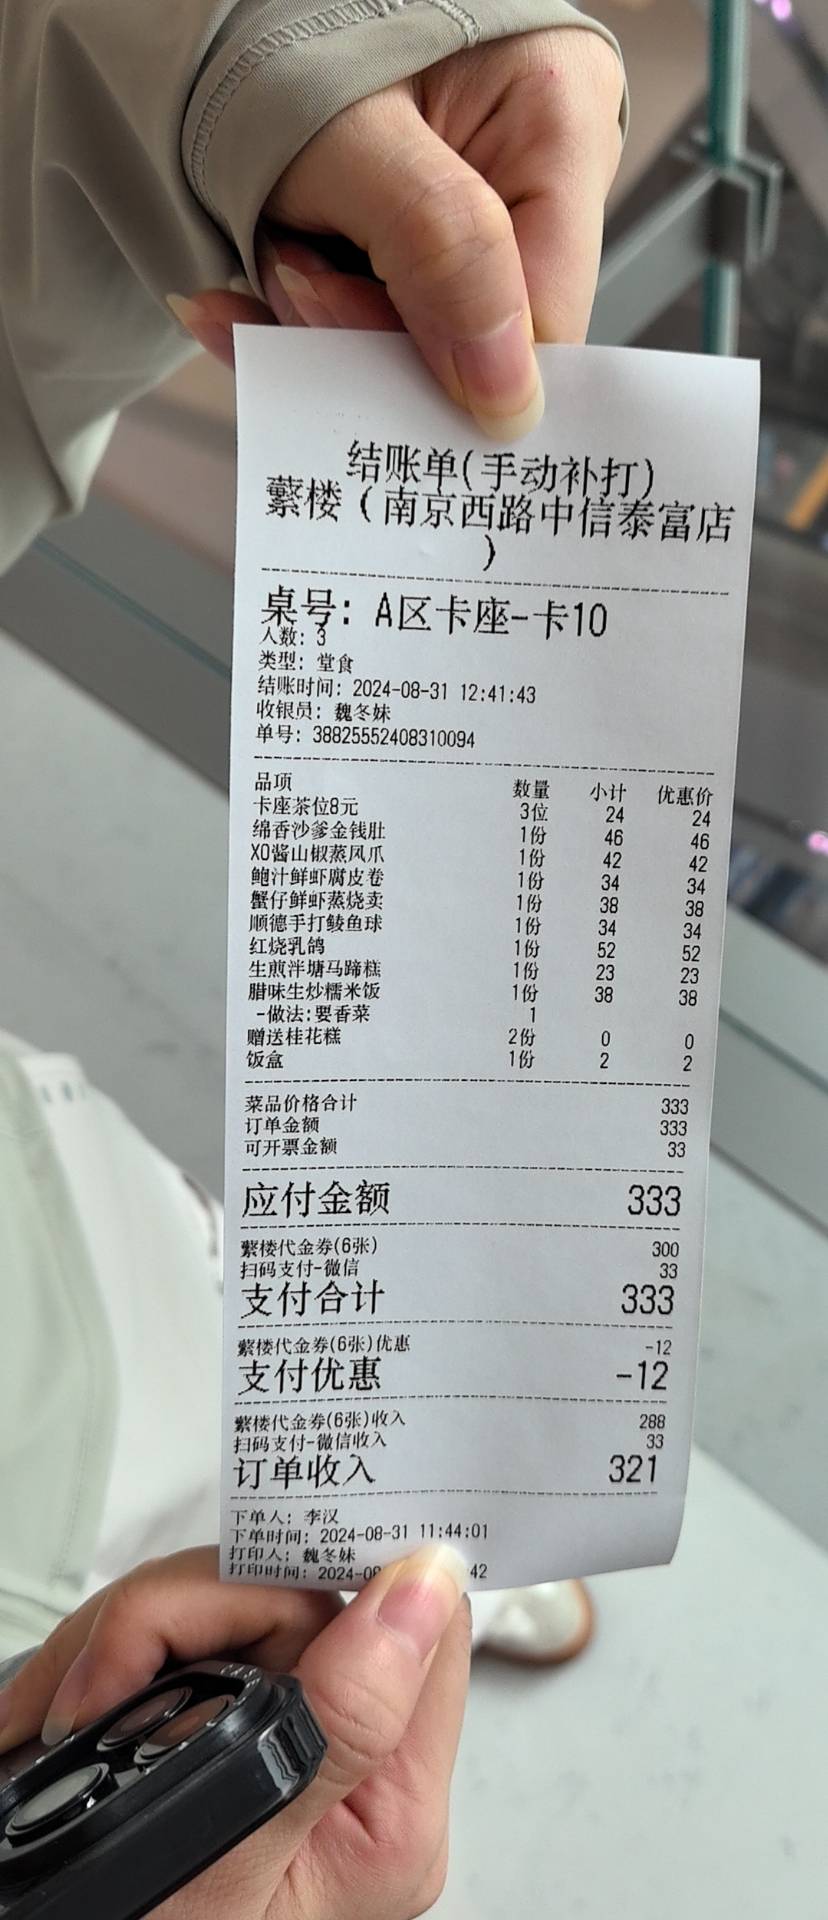 结账单(手动补打)
蘩楼(南京西路中信泰富店
)
桌号: A区卡座-卡10
人数: 3
类型: 堂食
结账时间: 2024-08-31 12:41:43
收银员: 魏冬妹
单号: 38825552408310094
品项 数量 小计 优惠价
卡座茶位8元 3位 24 24
绵香沙爹金钱肚 1份 46 46
XO酱山椒蒸凤爪 1份 42 42
鲍汁鲜虾腐皮卷 1份 34 34
蟹仔鲜虾蒸烧卖 1份 38 38
顺德手打鲮鱼球 1份 34 34
红烧乳鸽 1份 52 52
生煎泮塘马蹄糕 1份 23 23
腊味生炒糯米饭 1份 38 38
-做法:要香菜 1
赠送桂花糕 2份 0 0
饭盒 1份 2 2
菜品价格合计 333
订单金额 333
可开票金额 33
应付金额 333
蘩楼代金券(6张) 300
扫码支付-微信 33
支付合计 333
蘩楼代金券(6张)优惠 -12
支付优惠 -12
蘩楼代金券(6张)收入 288
扫码支付-微信收入 33
订单收入 321
下单人: 李汉
下单时间: 2024-08-31 11:44:01
打印人: 魏冬妹
打印时间: 2024-08 42